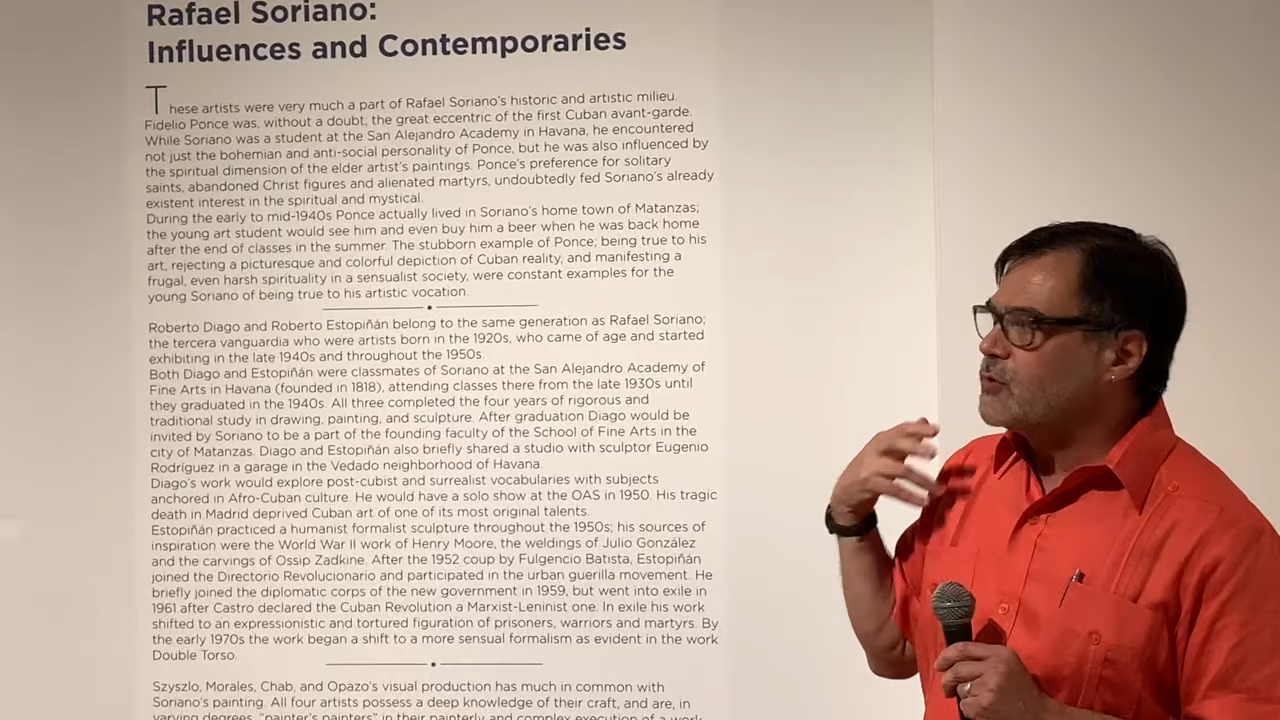 Rafael Soriano:
Influences and Contemporaries
These artists were very much a part of Rafael Soriano's historic and artistic milieu.
Fidelio Ponce was, without a doubt, the great eccentric of the first Cuban avant-garde.
While Soriano was a student at the San Alejandro Academy in Havana, he encountered
not just the bohemian and anti-social personality of Ponce, but he was also influenced by
the spiritual dimension of the elder artist's paintings. Ponce's preference for solitary
saints, abandoned Christ figures and alienated martyrs, undoubtedly fed Soriano's already
existent interest in the spiritual and mystical.
During the early to mid-1940s Ponce actually lived in Soriano's home town of Matanzas;
the young art student would see him and even buy him a beer when he was back home
after the end of classes in the summer. The stubborn example of Ponce; being true to his
art, rejecting a picturesque and colorful depiction of Cuban reality, and manifesting a
frugal, even harsh spirituality in a sensualist society, were constant examples for the
young Soriano of being true to his artistic vocation.
Roberto Diago and Roberto Estopiñán belong to the same generation as Rafael Soriano;
the tercera vanguardia who were artists born in the 1920s, who came of age and started
exhibiting in the late 1940s and throughout the 1950s.
Both Diago and Estopiñán were classmates of Soriano at the San Alejandro Academy of
Fine Arts in Havana (founded in 1818), attending classes there from the late 1930s until
they graduated in the 1940s. All three completed the four years of rigorous and
traditional study in drawing, painting, and sculpture. After graduation Diago would be
invited by Soriano to be a part of the founding faculty of the School of Fine Arts in the
city of Matanzas. Diago and Estopiñán also briefly shared a studio with sculptor Eugenio
Rodríguez in a garage in the Vedado neighborhood of Havana.
Diago's work would explore post-cubist and surrealist vocabularies with subjects
anchored in Afro-Cuban culture. He would have a solo show at the OAS in 1950. His tragic
death in Madrid deprived Cuban art of one of its most original talents.
Estopiñán practiced a humanist formalist sculpture throughout the 1950s; his sources of
inspiration were the World War II work of Henry Moore, the weldings of Julio González
and the carvings of Ossip Zadkine. After the 1952 coup by Fulgencio Batista, Estopiñán
joined the Directorio Revolucionario and participated in the urban guerilla movement. He
briefly joined the diplomatic corps of the new government in 1959, but went into exile in
1961 after Castro declared the Cuban Revolution a Marxist-Leninist one. In exile his work
shifted to an expressionistic and tortured figuration of prisoners, warriors and martyrs. By
the early 1970s the work began a shift to a more sensual formalism as evident in the work
Double Torso.
Szyszlo, Morales, Chab, and Opazo's visual production has much in common with
Soriano's painting. All four artists possess a deep knowledge of their craft, and are, in
varying degrees, "painter's painters" in their painterly and complex execution of a work